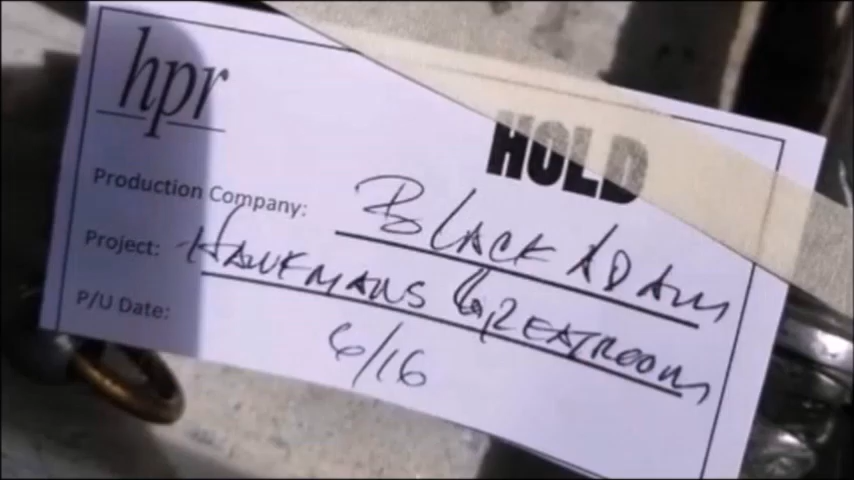 hpr
HOLD
Production Company: BLACK ADAM
Project: HAWKMANS GREATROOM
P/U Date: 6/16